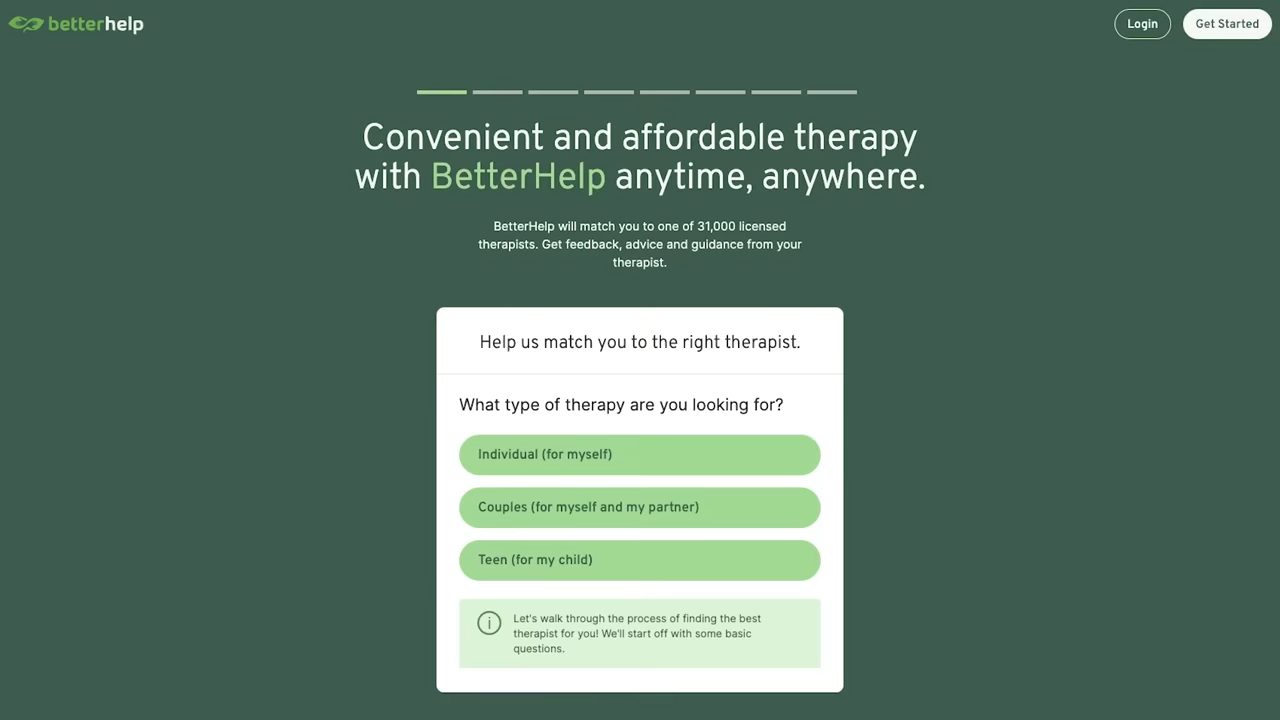 betterhelp
Login
Get Started
Convenient and affordable therapy
with BetterHelp anytime, anywhere.
BetterHelp will match you to one of 31,000 licensed
therapists. Get feedback, advice and guidance from your
therapist.
Help us match you to the right therapist.
What type of therapy are you looking for?
Individual (for myself)
Couples (for myself and my partner)
Teen (for my child)
Let's walk through the process of finding the best
therapist for you! We'll start off with some basic
questions.